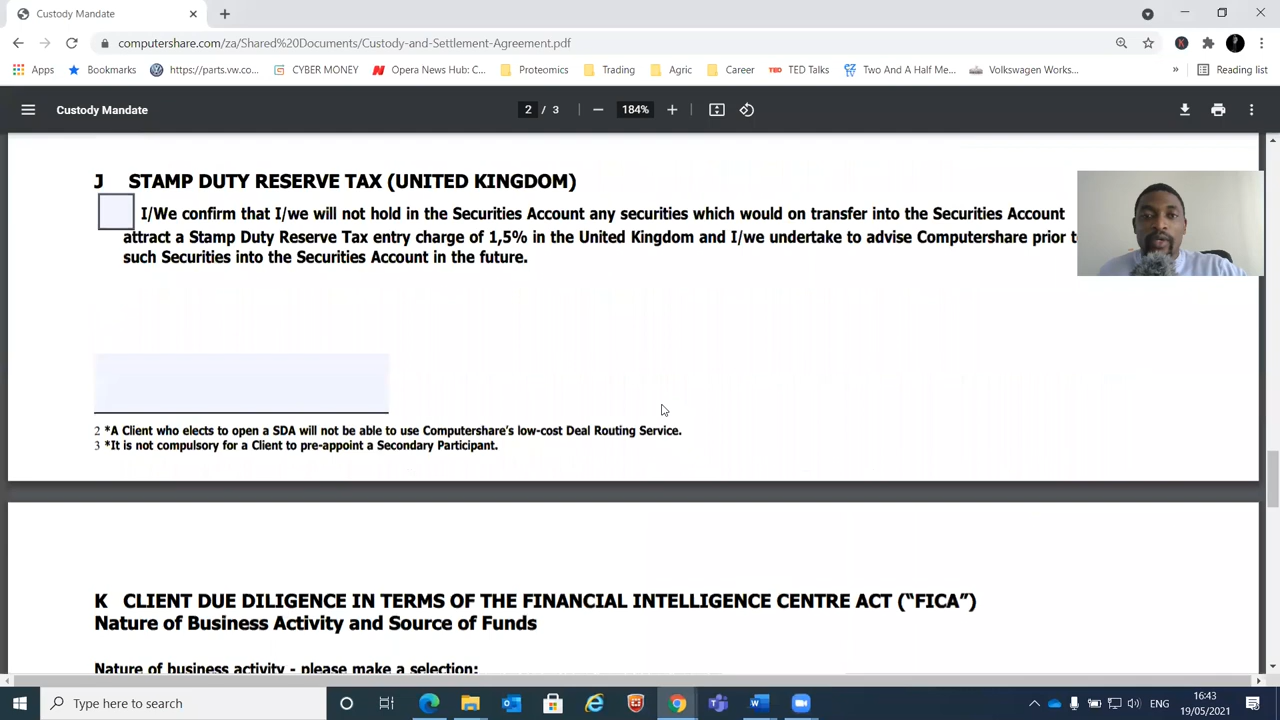 Custody Mandate
computershare.com/za/Shared%20Documents/Custody-and-Settlement-Agreement.pdf
Apps Bookmarks https://parts.vw.co... CYBER MONEY Opera News Hub: C... Proteomics Trading Agric Career TED TED Talks Two And A Half Me... Volkswagen Works... » Reading list
Custody Mandate 2 / 3 184%
J STAMP DUTY RESERVE TAX (UNITED KINGDOM)
I/We confirm that I/we will not hold in the Securities Account any securities which would on transfer into the Securities Account
attract a Stamp Duty Reserve Tax entry charge of 1,5% in the United Kingdom and I/we undertake to advise Computershare prior t
such Securities into the Securities Account in the future.
2 *A Client who elects to open a SDA will not be able to use Computershare's low-cost Deal Routing Service.
3 *It is not compulsory for a Client to pre-appoint a Secondary Participant.
K CLIENT DUE DILIGENCE IN TERMS OF THE FINANCIAL INTELLIGENCE CENTRE ACT (“FICA”)
Nature of Business Activity and Source of Funds
Nature of business activity - please make a selection:
Type here to search
ENG
16:43
19/05/2021